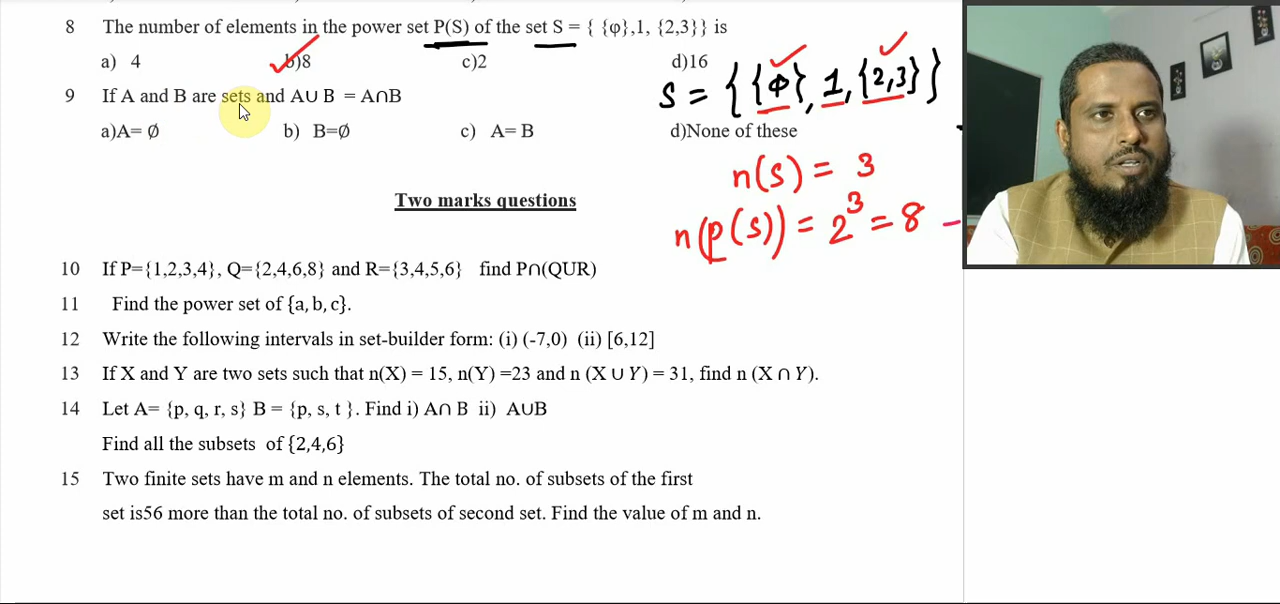 8 The number of elements in the power set P(S) of the set S = { {φ},1, {2,3}} is
a) 4 b)8 c)2 d)16
S = { {φ}, 1, {2,3} }
9 If A and B are sets and A∪ B = A∩B
a)A= ∅ b) B=∅ c) A= B d)None of these
n(s) = 3
n(p(s)) = 2³ = 8
Two marks questions
10 If P={1,2,3,4}, Q={2,4,6,8} and R={3,4,5,6} find P∩(QUR)
11 Find the power set of {a, b, c}.
12 Write the following intervals in set-builder form: (i) (-7,0) (ii) [6,12]
13 If X and Y are two sets such that n(X) = 15, n(Y) =23 and n (X ∪ Y) = 31, find n (X ∩ Y).
14 Let A= {p, q, r, s} B = {p, s, t }. Find i) A∩ B ii) A∪B
Find all the subsets of {2,4,6}
15 Two finite sets have m and n elements. The total no. of subsets of the first
set is56 more than the total no. of subsets of second set. Find the value of m and n.